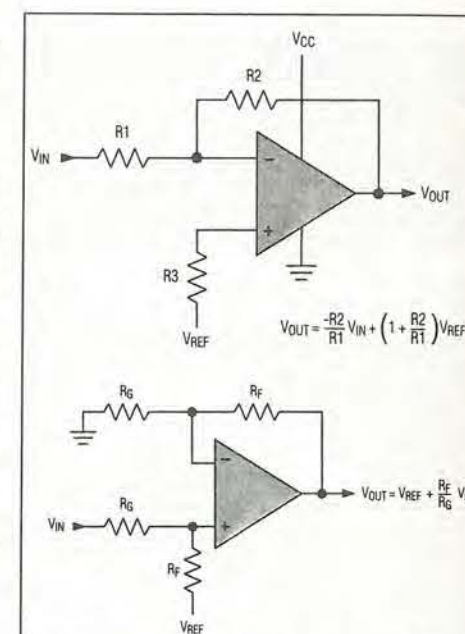 VCC
R2
R1
VIN
−
VOUT
+
R3
VREF
VOUT = -R2/R1 VIN + (1 + R2/R1) VREF
RG
RF
−
VOUT = VREF + RF/RG V
VIN
RG
+
RF
VREF